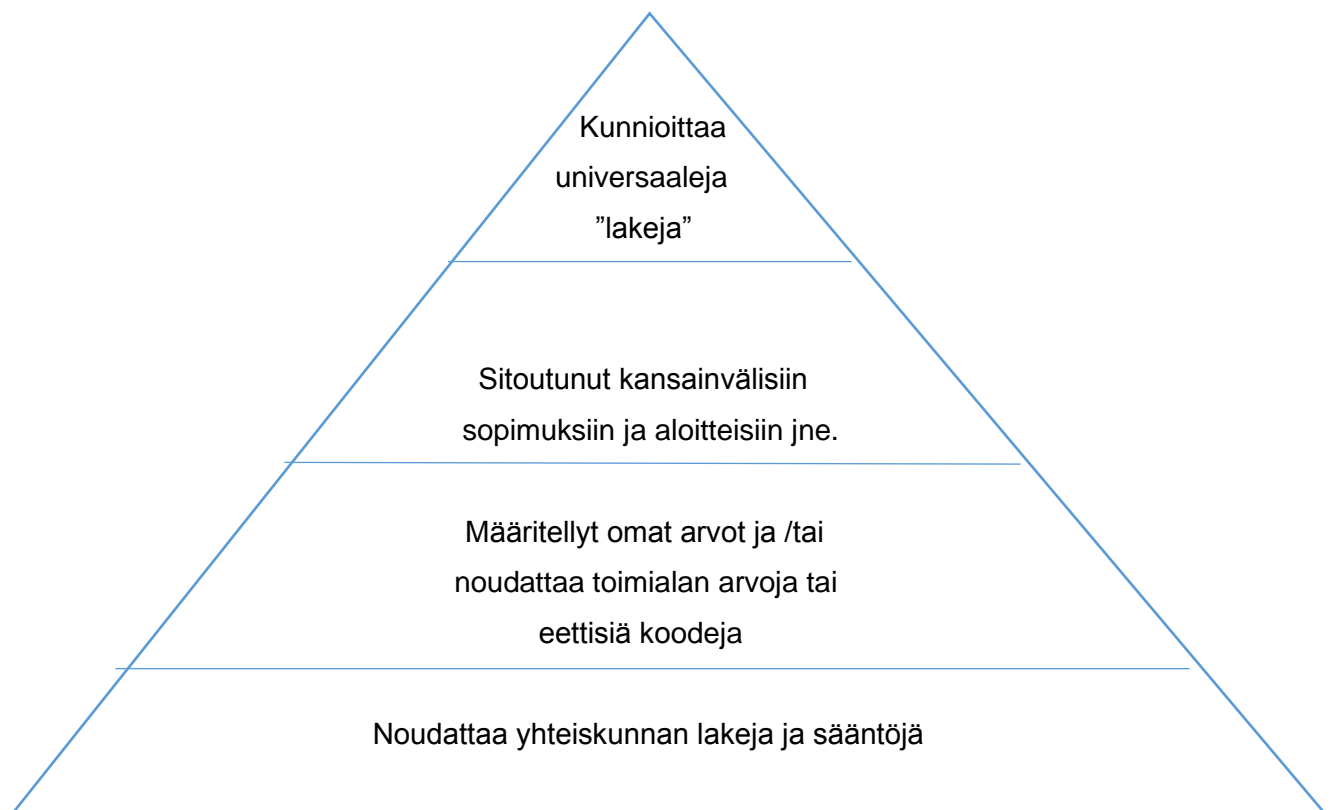 Kunnioittaa
universaaleja
”lakeja”
Sitoutunut kansainvälisiin
sopimuksiin ja aloitteisiin jne.
Määritellyt omat arvot ja /tai
noudattaa toimialan arvoja tai
eettisiä koodeja
Noudattaa yhteiskunnan lakeja ja sääntöjä